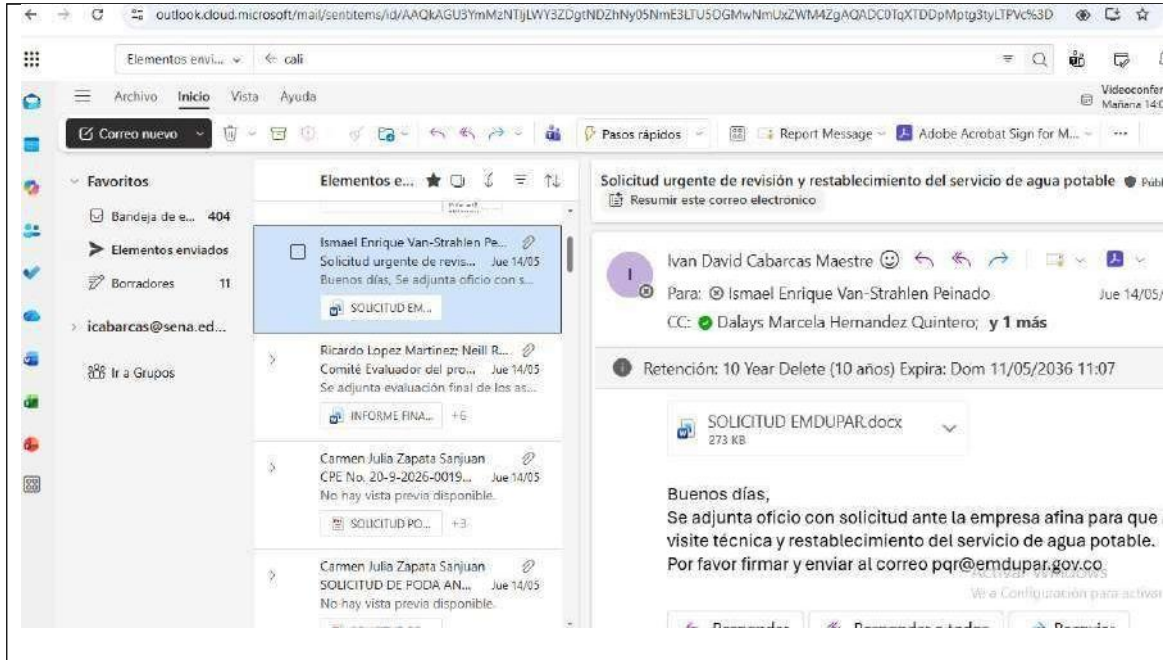 outlook.cloud.microsoft/mail/sentitems/id/
Elementos envi...
cali
Archivo Inicio Vista Ayuda
Videoconfer
Mañana 14:0
Correo nuevo
Pasos rápidos
Report Message
Adobe Acrobat Sign for M...
Favoritos
Bandeja de e... 404
Elementos enviados
Borradores 11
icabarcas@sena.ed...
Ir a Grupos
Elementos e...
Ismael Enrique Van-Strahlen Pe...
Solicitud urgente de revis... Jue 14/05
Buenos días, Se adjunta oficio con s...
SOLICITUD EM...
Ricardo Lopez Martinez; Neill R...
Comité Evaluador del pro... Jue 14/05
Se adjunta evaluación final de los as...
INFORME FINA... +6
Carmen Julia Zapata Sanjuan
CPE No. 20-9-2026-0019... Jue 14/05
No hay vista previa disponible.
SOLICITUD PO... +3
Carmen Julia Zapata Sanjuan
SOLICITUD DE PODA AN... Jue 14/05
No hay vista previa disponible.
Solicitud urgente de revisión y restablecimiento del servicio de agua potable Públ
Resumir este correo electrónico
I
Ivan David Cabarcas Maestre
Para: Ismael Enrique Van-Strahlen Peinado Jue 14/05/
CC: Dalays Marcela Hernandez Quintero; y 1 más
Retención: 10 Year Delete (10 años) Expira: Dom 11/05/2036 11:07
SOLICITUD EMDUPAR.docx
273 KB
Buenos días,
Se adjunta oficio con solicitud ante la empresa afina para que
visite técnica y restablecimiento del servicio de agua potable.
Por favor firmar y enviar al correo pqr@emdupar.gov.co
Activar Windows
Ve a Configuración para activar